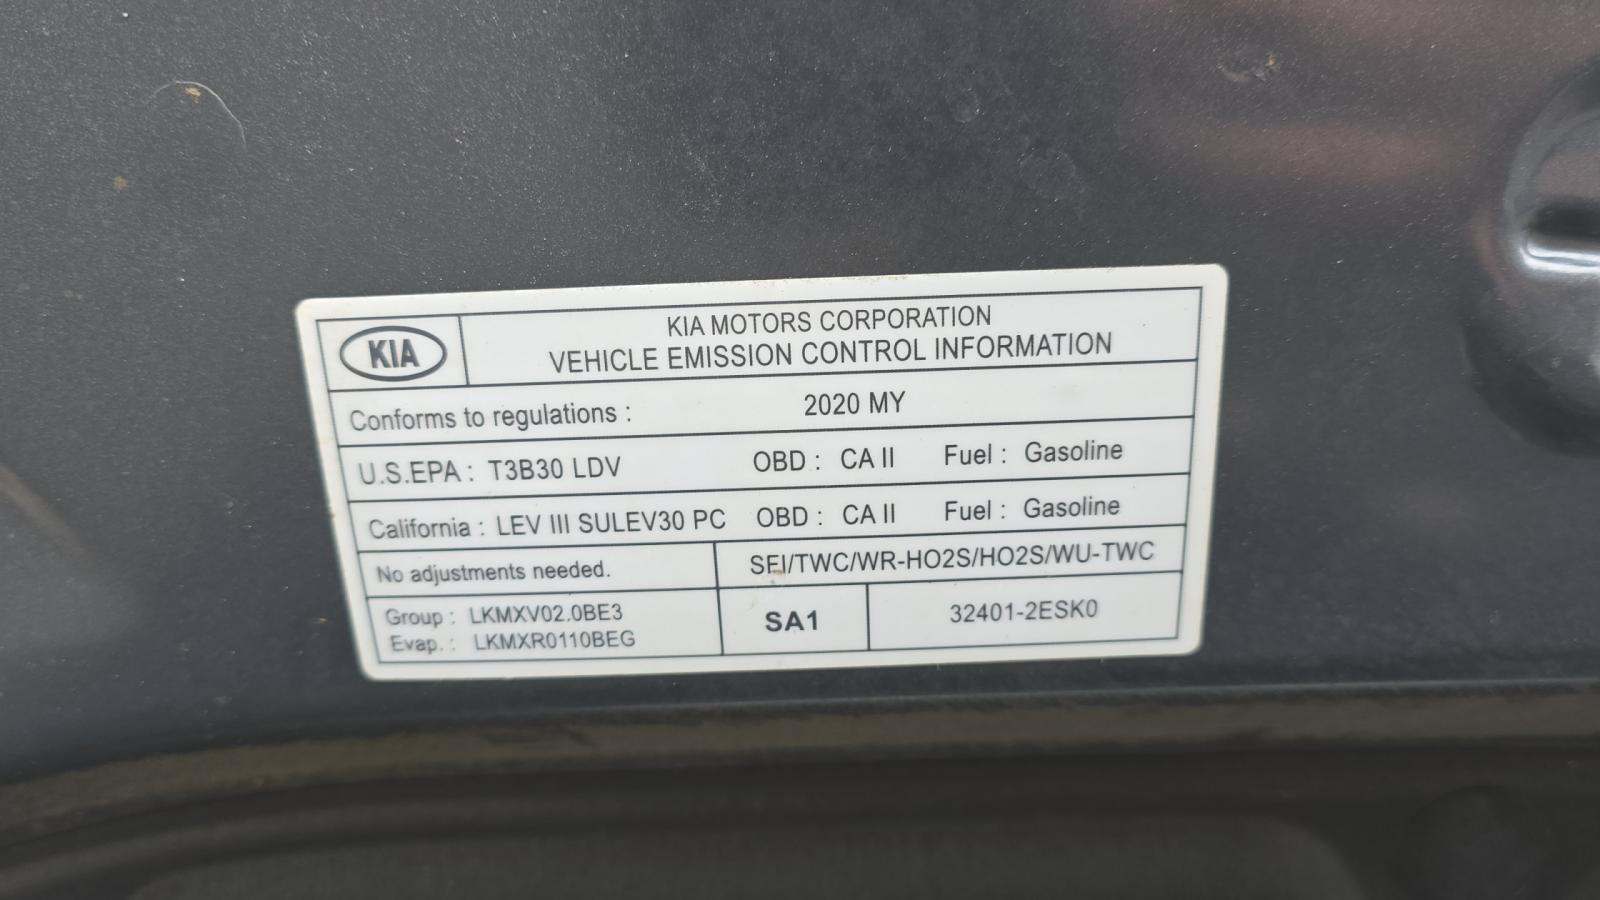 KIA
KIA MOTORS CORPORATION
VEHICLE EMISSION CONTROL INFORMATION
Conforms to regulations : 2020 MY
U.S.EPA : T3B30 LDV OBD : CA II Fuel : Gasoline
California : LEV III SULEV30 PC OBD : CA II Fuel : Gasoline
No adjustments needed. SFI/TWC/WR-HO2S/HO2S/WU-TWC
Group : LKMXV02.0BE3
Evap. : LKMXR0110BEG
SA1
32401-2ESK0